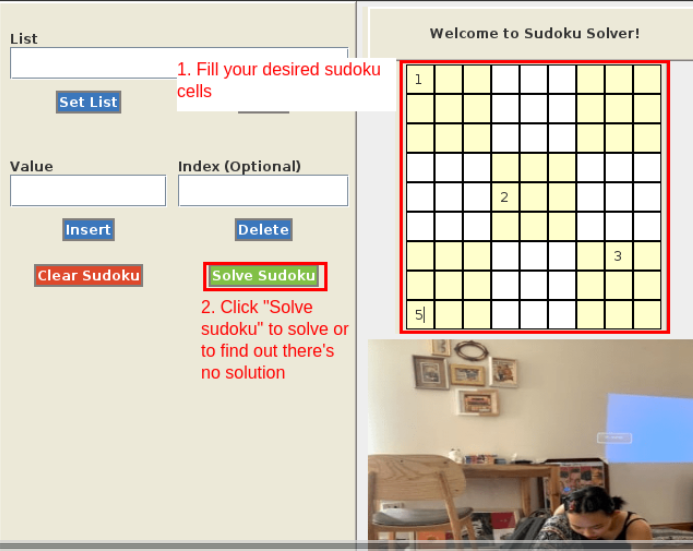 Welcome to Sudoku Solver!
List
1. Fill your desired sudoku
cells
Set List
Value
Index (Optional)
Insert
Delete
Clear Sudoku
Solve Sudoku
2. Click "Solve
sudoku" to solve or
to find out there's
no solution
1
2
3
5